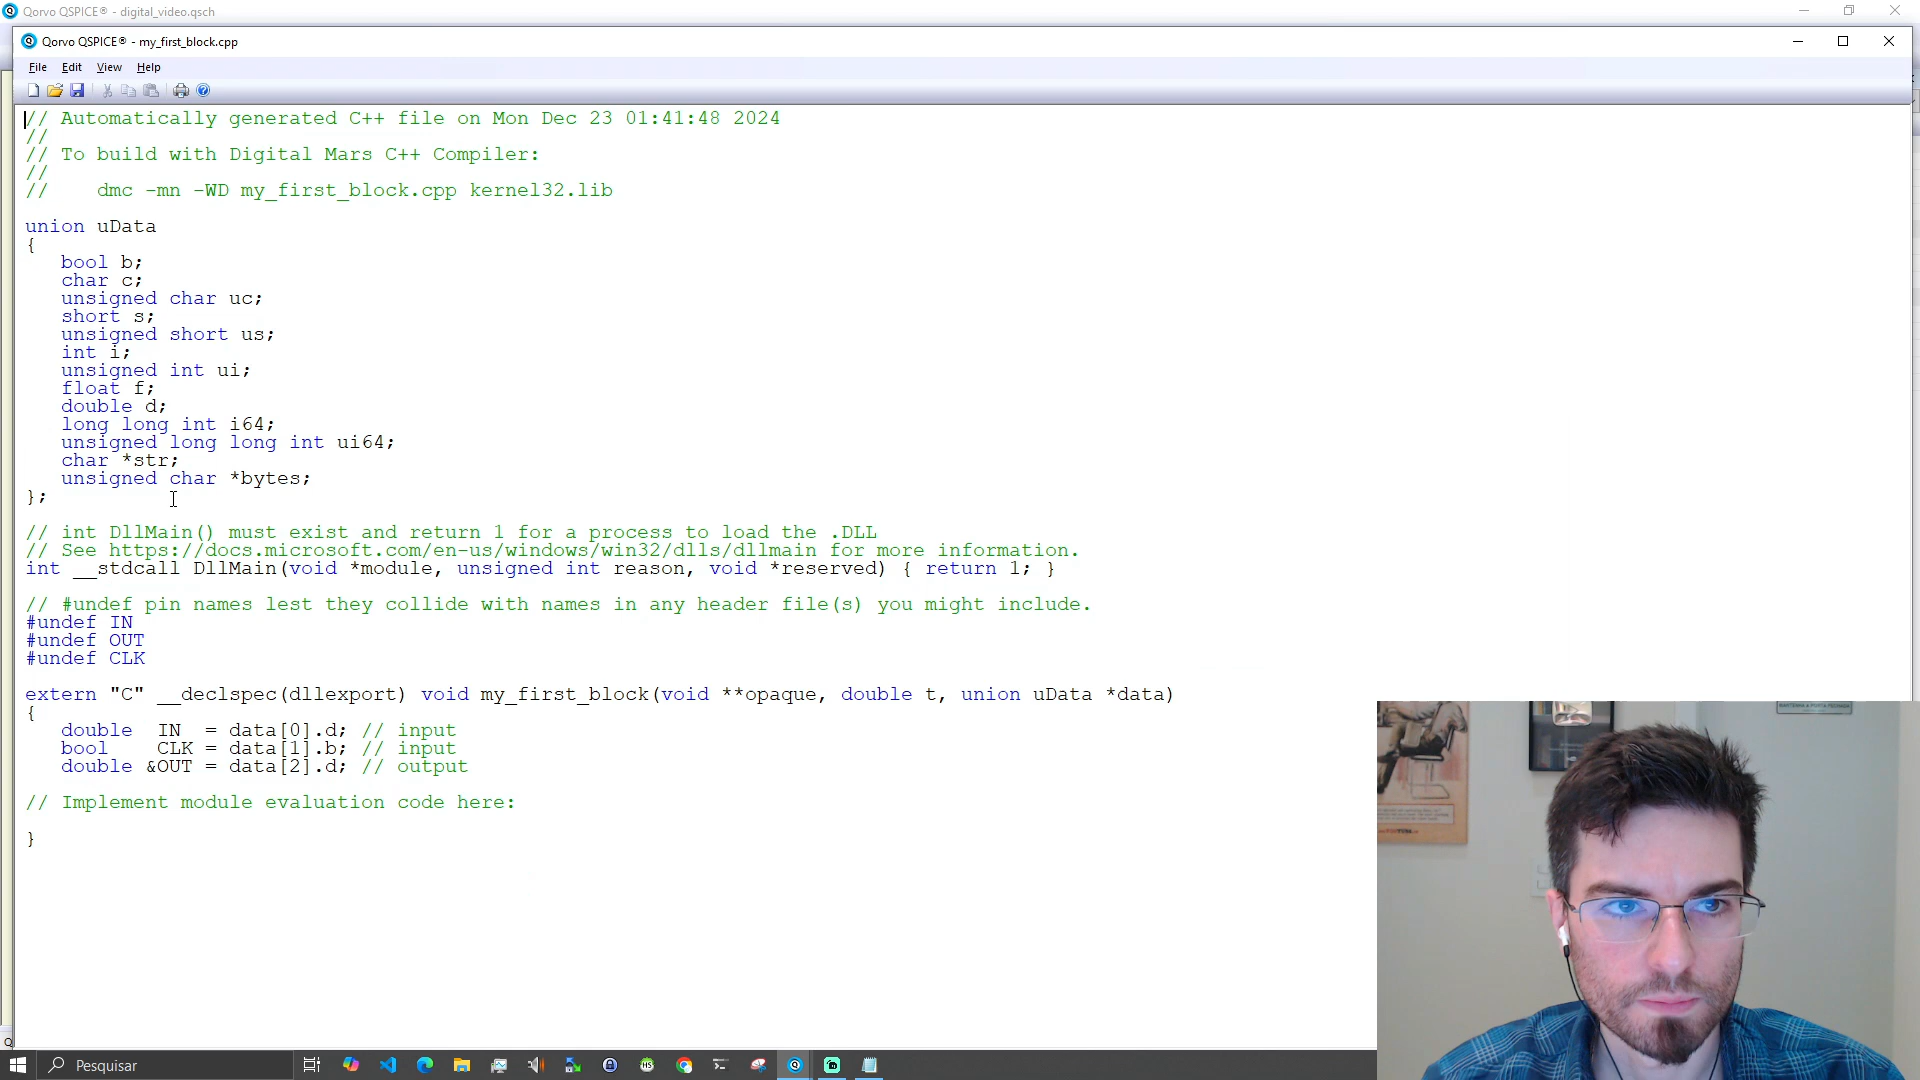 Qorvo QSPICE® - digital_video.qsch
Qorvo QSPICE® - my_first_block.cpp
File Edit View Help
// Automatically generated C++ file on Mon Dec 23 01:41:48 2024
//
// To build with Digital Mars C++ Compiler:
//
//    dmc -mn -WD my_first_block.cpp kernel32.lib
union uData
{
   bool b;
   char c;
   unsigned char uc;
   short s;
   unsigned short us;
   int i;
   unsigned int ui;
   float f;
   double d;
   long long int i64;
   unsigned long long int ui64;
   char *str;
   unsigned char *bytes;
};
// int DllMain() must exist and return 1 for a process to load the .DLL
// See https://docs.microsoft.com/en-us/windows/win32/dlls/dllmain for more information.
int __stdcall DllMain(void *module, unsigned int reason, void *reserved) { return 1; }
// #undef pin names lest they collide with names in any header file(s) you might include.
#undef IN
#undef OUT
#undef CLK
extern "C" __declspec(dllexport) void my_first_block(void **opaque, double t, union uData *data)
{
   double  IN  = data[0].d; // input
   bool    CLK = data[1].b; // input
   double &OUT = data[2].d; // output
// Implement module evaluation code here:
}
Pesquisar